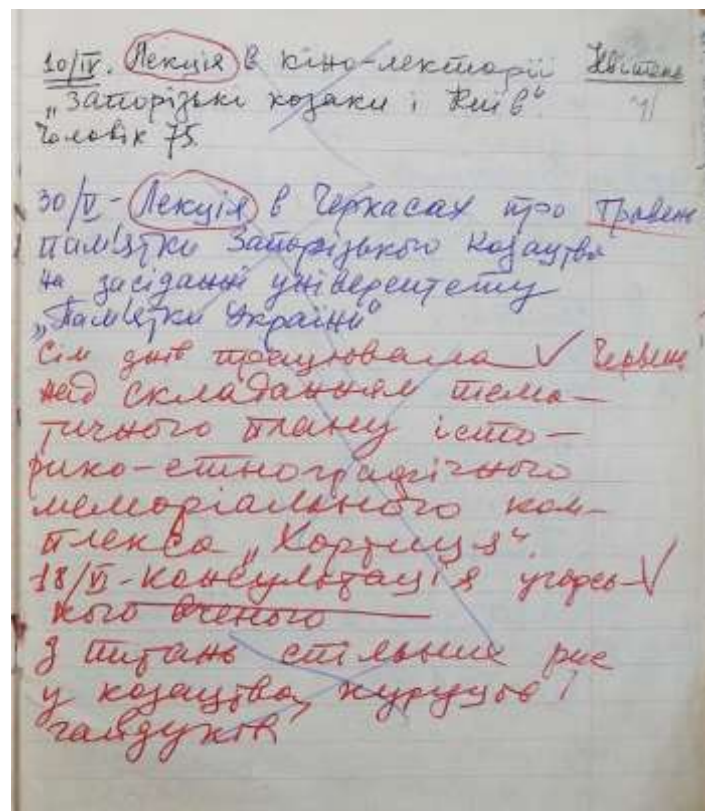 10/IV. Лекція в кіно-лекторії Квітень
„Запорізькі козаки і Київ“.
Чоловік 75.
30/V - Лекція в Черкасах про Травень
пам'ятки Запорізького козацтва
на засіданні університету
„Пам'ятки України“
Сім днів працювала ✓ Червень
над складанням тема-
тичного плану істо-
рико-етнографічного
меморіального ком-
плекса „Хортиця“.
18/VI - Консультація угорсь- ✓
кого вченого
з питань спільних рис
у козацтва, куруців і
гайдуків